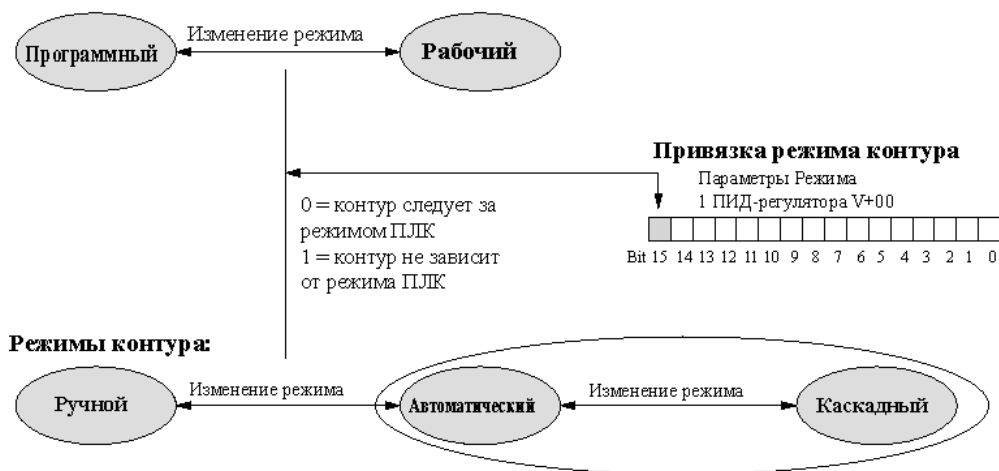 Изменение режима
Программный
Рабочий
Привязка режима контура
Параметры Режима
1 ПИД-регулятора V+00
0 = контур следует за
режимом ПЛК
1 = контур не зависит
от режима ПЛК
Bit 15 14 13 12 11 10 9 8 7 6 5 4 3 2 1 0
Режимы контура:
Ручной
Изменение режима
Автоматический
Изменение режима
Каскадный